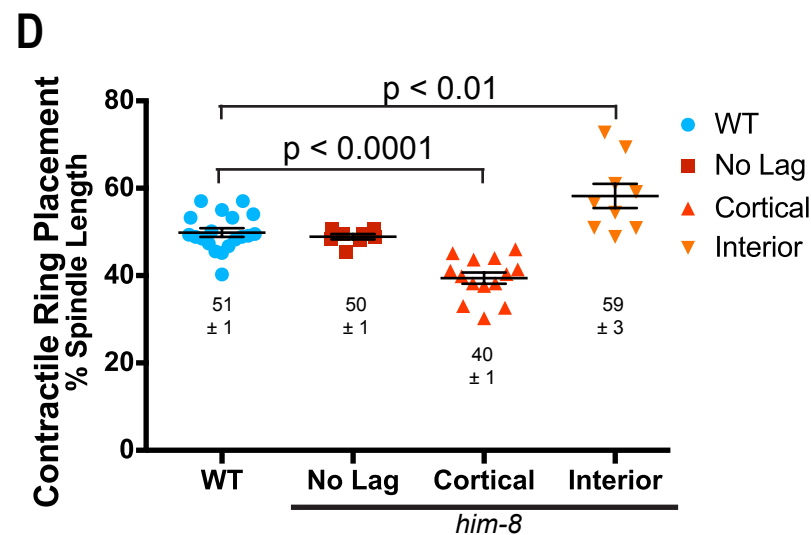 D
Contractile Ring Placement
% Spindle Length
80
60
40
20
0
p < 0.01
p < 0.0001
51
± 1
50
± 1
40
± 1
59
± 3
WT
No Lag
Cortical
Interior
him-8
WT
No Lag
Cortical
Interior